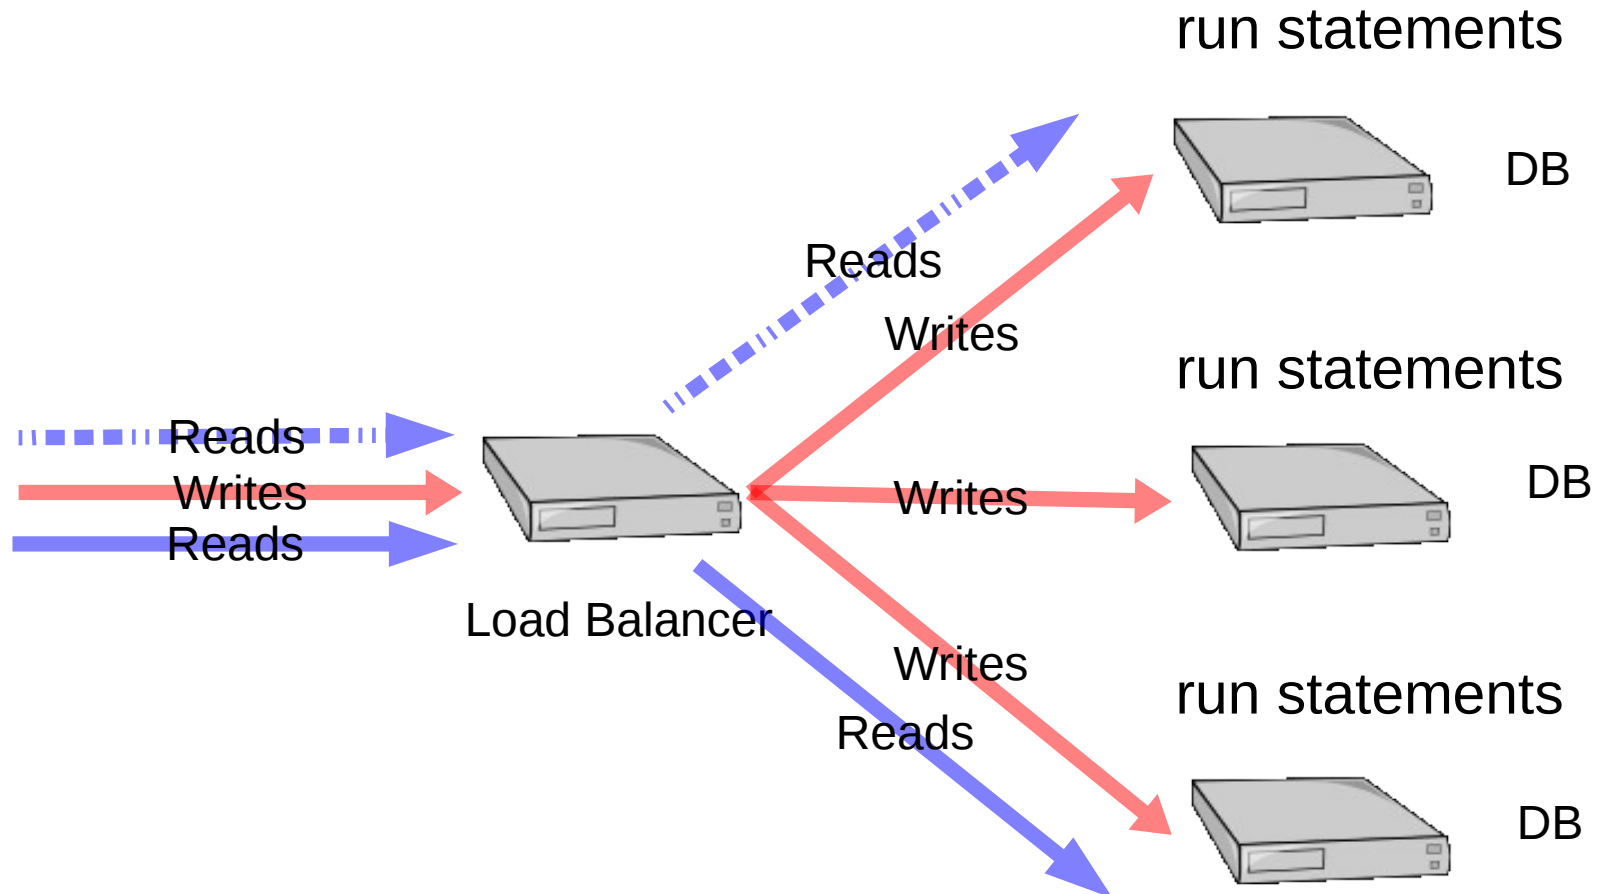 run statements
DB
Reads
Writes
run statements
Reads
Writes
Reads
Writes
DB
Load Balancer
Writes
Reads
run statements
DB